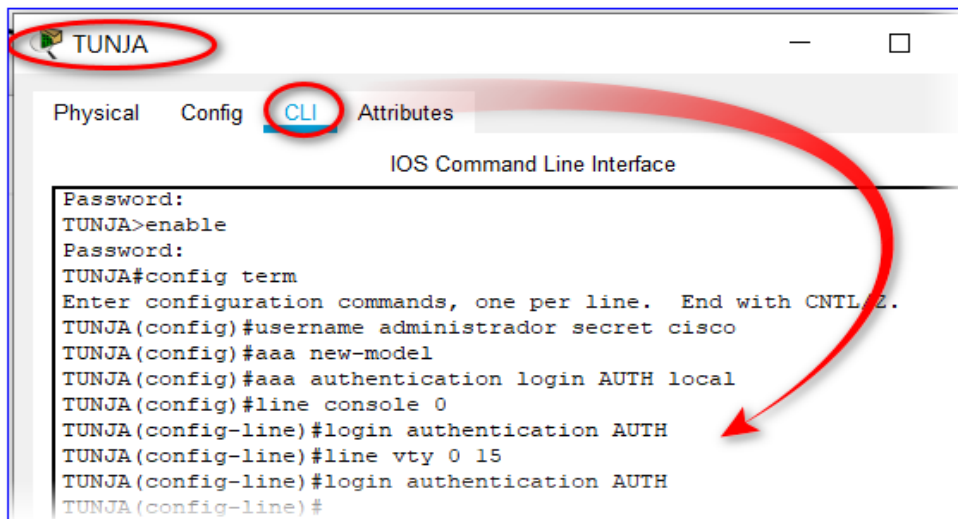 TUNJA
Physical Config CLI Attributes
IOS Command Line Interface
Password:
TUNJA>enable
Password:
TUNJA#config term
Enter configuration commands, one per line. End with CNTL/Z.
TUNJA(config)#username administrador secret cisco
TUNJA(config)#aaa new-model
TUNJA(config)#aaa authentication login AUTH local
TUNJA(config)#line console 0
TUNJA(config-line)#login authentication AUTH
TUNJA(config-line)#line vty 0 15
TUNJA(config-line)#login authentication AUTH
TUNJA(config-line)#